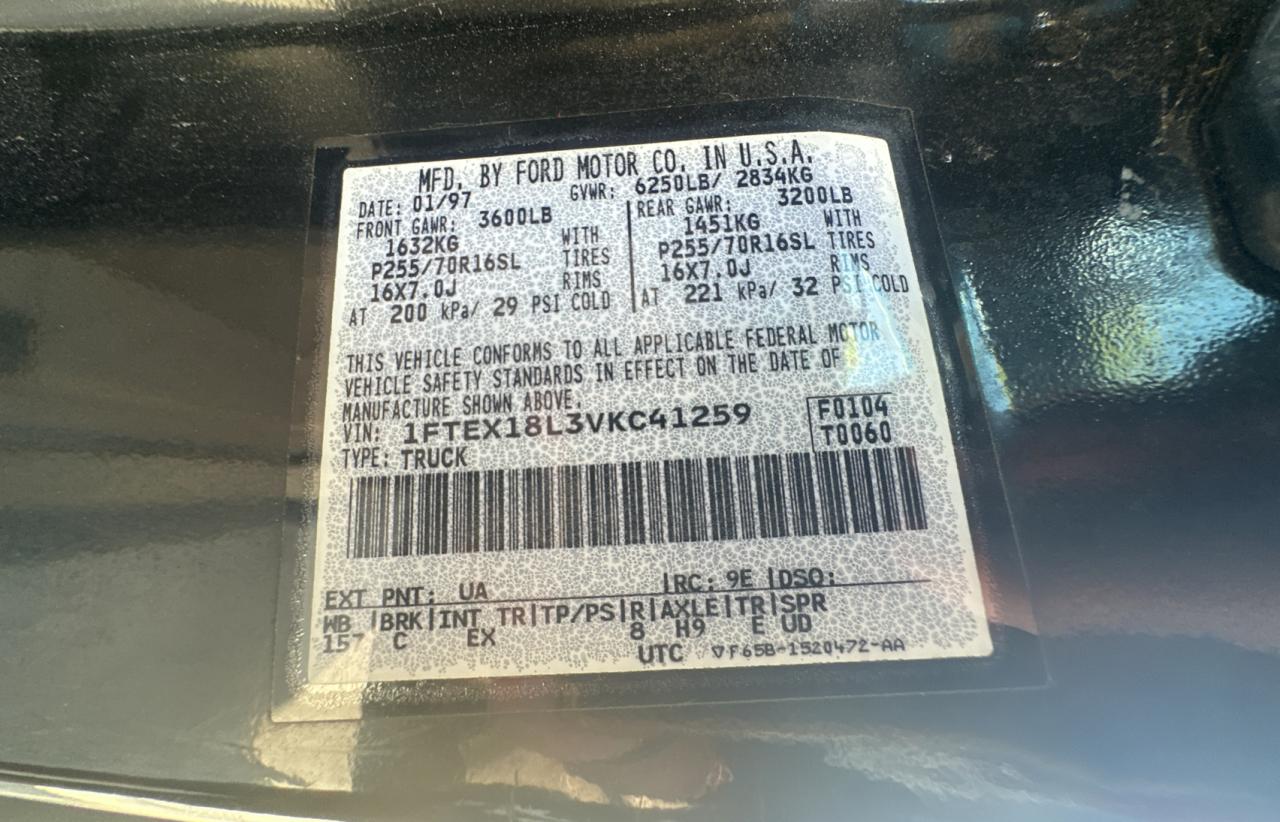 MFD. BY FORD MOTOR CO. IN U.S.A.
DATE: 01/97 GVWR: 6250LB/ 2834KG
FRONT GAWR: 3600LB
1632KG WITH
P255/70R16SL TIRES
16X7.0J RIMS
AT 200 kPa/ 29 PSI COLD
REAR GAWR: 3200LB
1451KG WITH
P255/70R16SL TIRES
16X7.0J RIMS
AT 221 kPa/ 32 PSI COLD
THIS VEHICLE CONFORMS TO ALL APPLICABLE FEDERAL MOTOR
VEHICLE SAFETY STANDARDS IN EFFECT ON THE DATE OF
MANUFACTURE SHOWN ABOVE.
VIN: 1FTEX18L3VKC41259 F0104
TYPE: TRUCK T0060
EXT PNT: UA |RC: 9E |DSO:
WB |BRK|INT TR|TP/PS|R|AXLE|TR|SPR
157 C EX 8 H9 E UD
UTC ▽F65B-1520472-AA